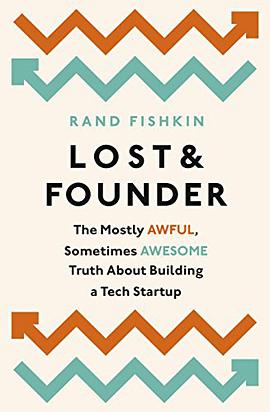 RAND FISHKIN
LOST &
FOUNDER
The Mostly AWFUL,
Sometimes AWESOME
Truth About Building
a Tech Startup